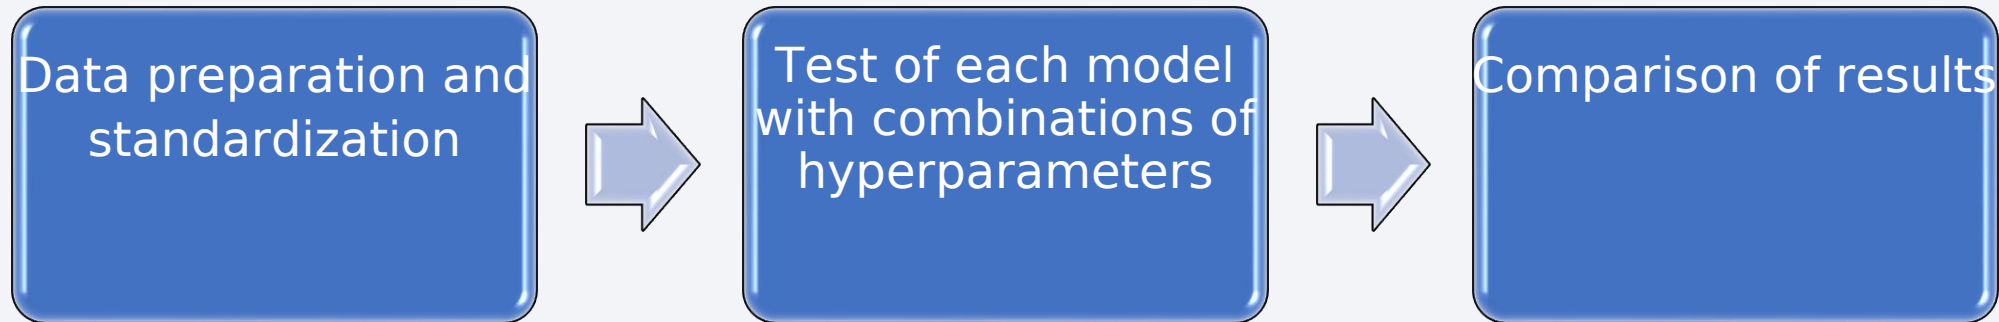 Data preparation and
standardization
Test of each model
with combinations of
hyperparameters
Comparison of results